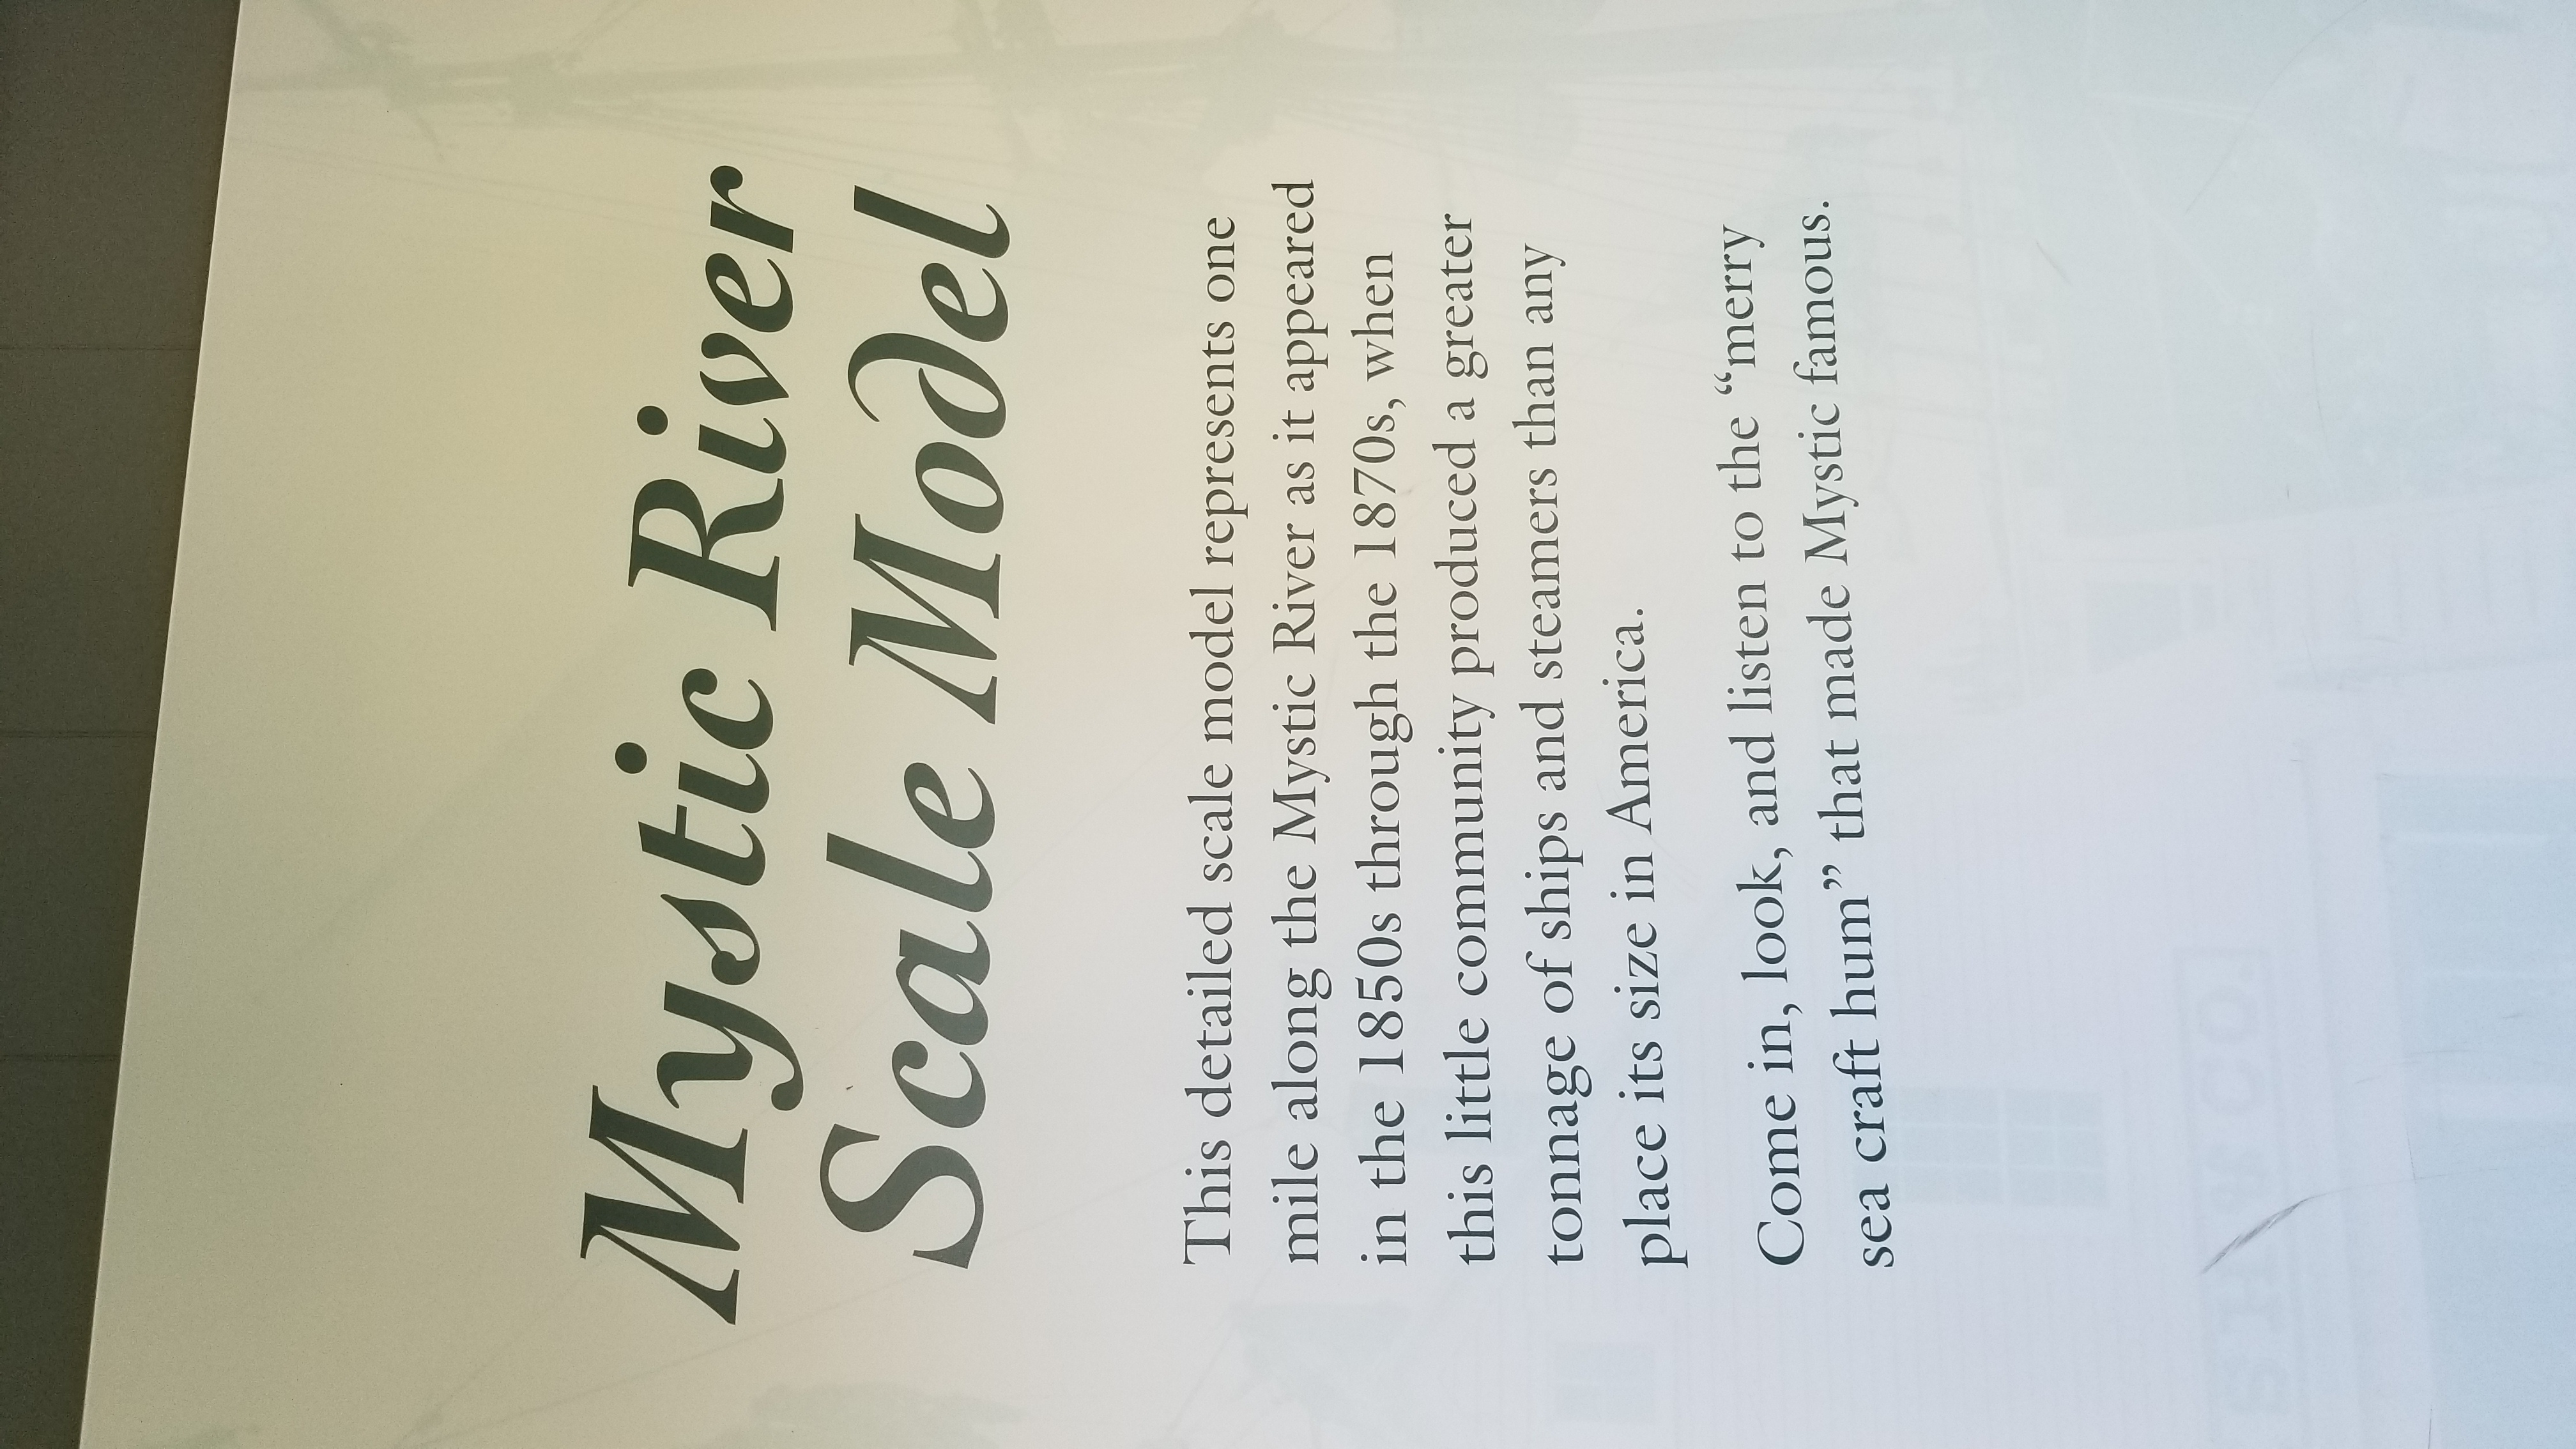 Mystic River
Scale Model
This detailed scale model represents one
mile along the Mystic River as it appeared
in the 1850s through the 1870s, when
this little community produced a greater
tonnage of ships and steamers than any
place its size in America.
Come in, look, and listen to the “merry
sea craft hum” that made Mystic famous.